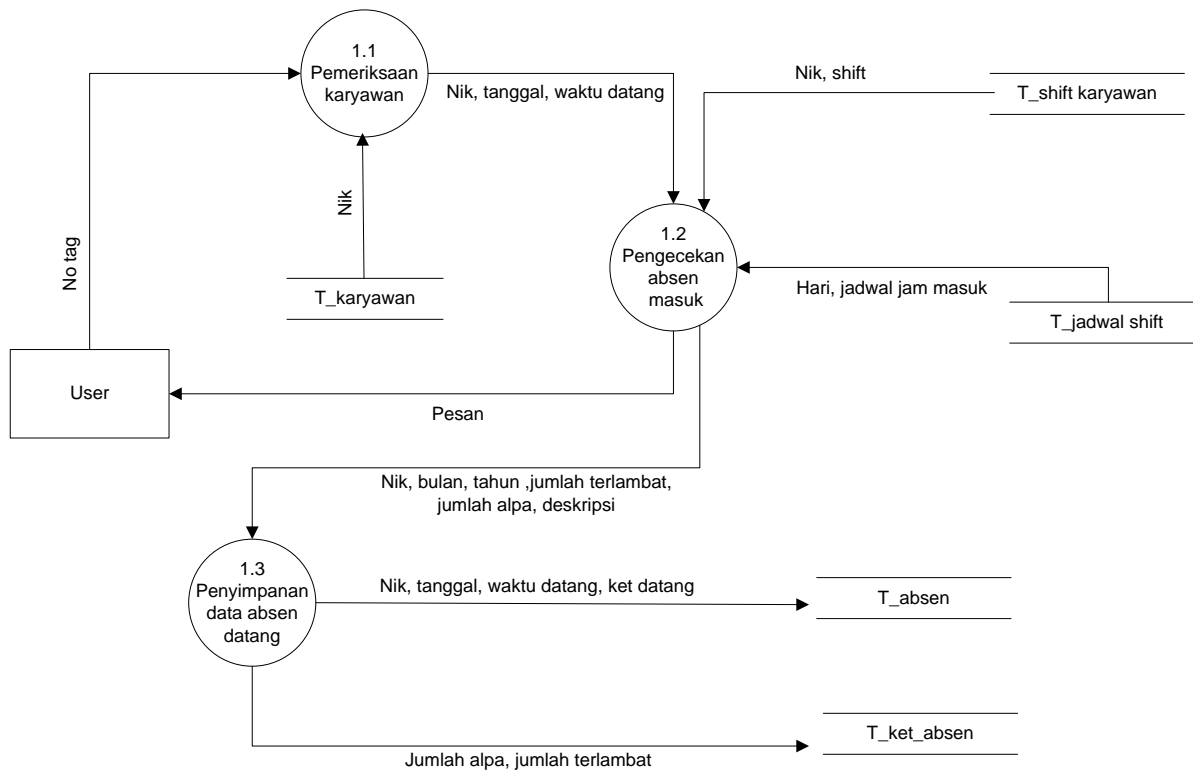 1.1
Pemeriksaan
karyawan
Nik, tanggal, waktu datang
Nik, shift
T_shift karyawan
No tag
Nik
T_karyawan
1.2
Pengecekan
absen
masuk
Hari, jadwal jam masuk
T_jadwal shift
User
Pesan
Nik, bulan, tahun ,jumlah terlambat,
jumlah alpa, deskripsi
1.3
Penyimpanan
data absen
datang
Nik, tanggal, waktu datang, ket datang
T_absen
T_ket_absen
Jumlah alpa, jumlah terlambat